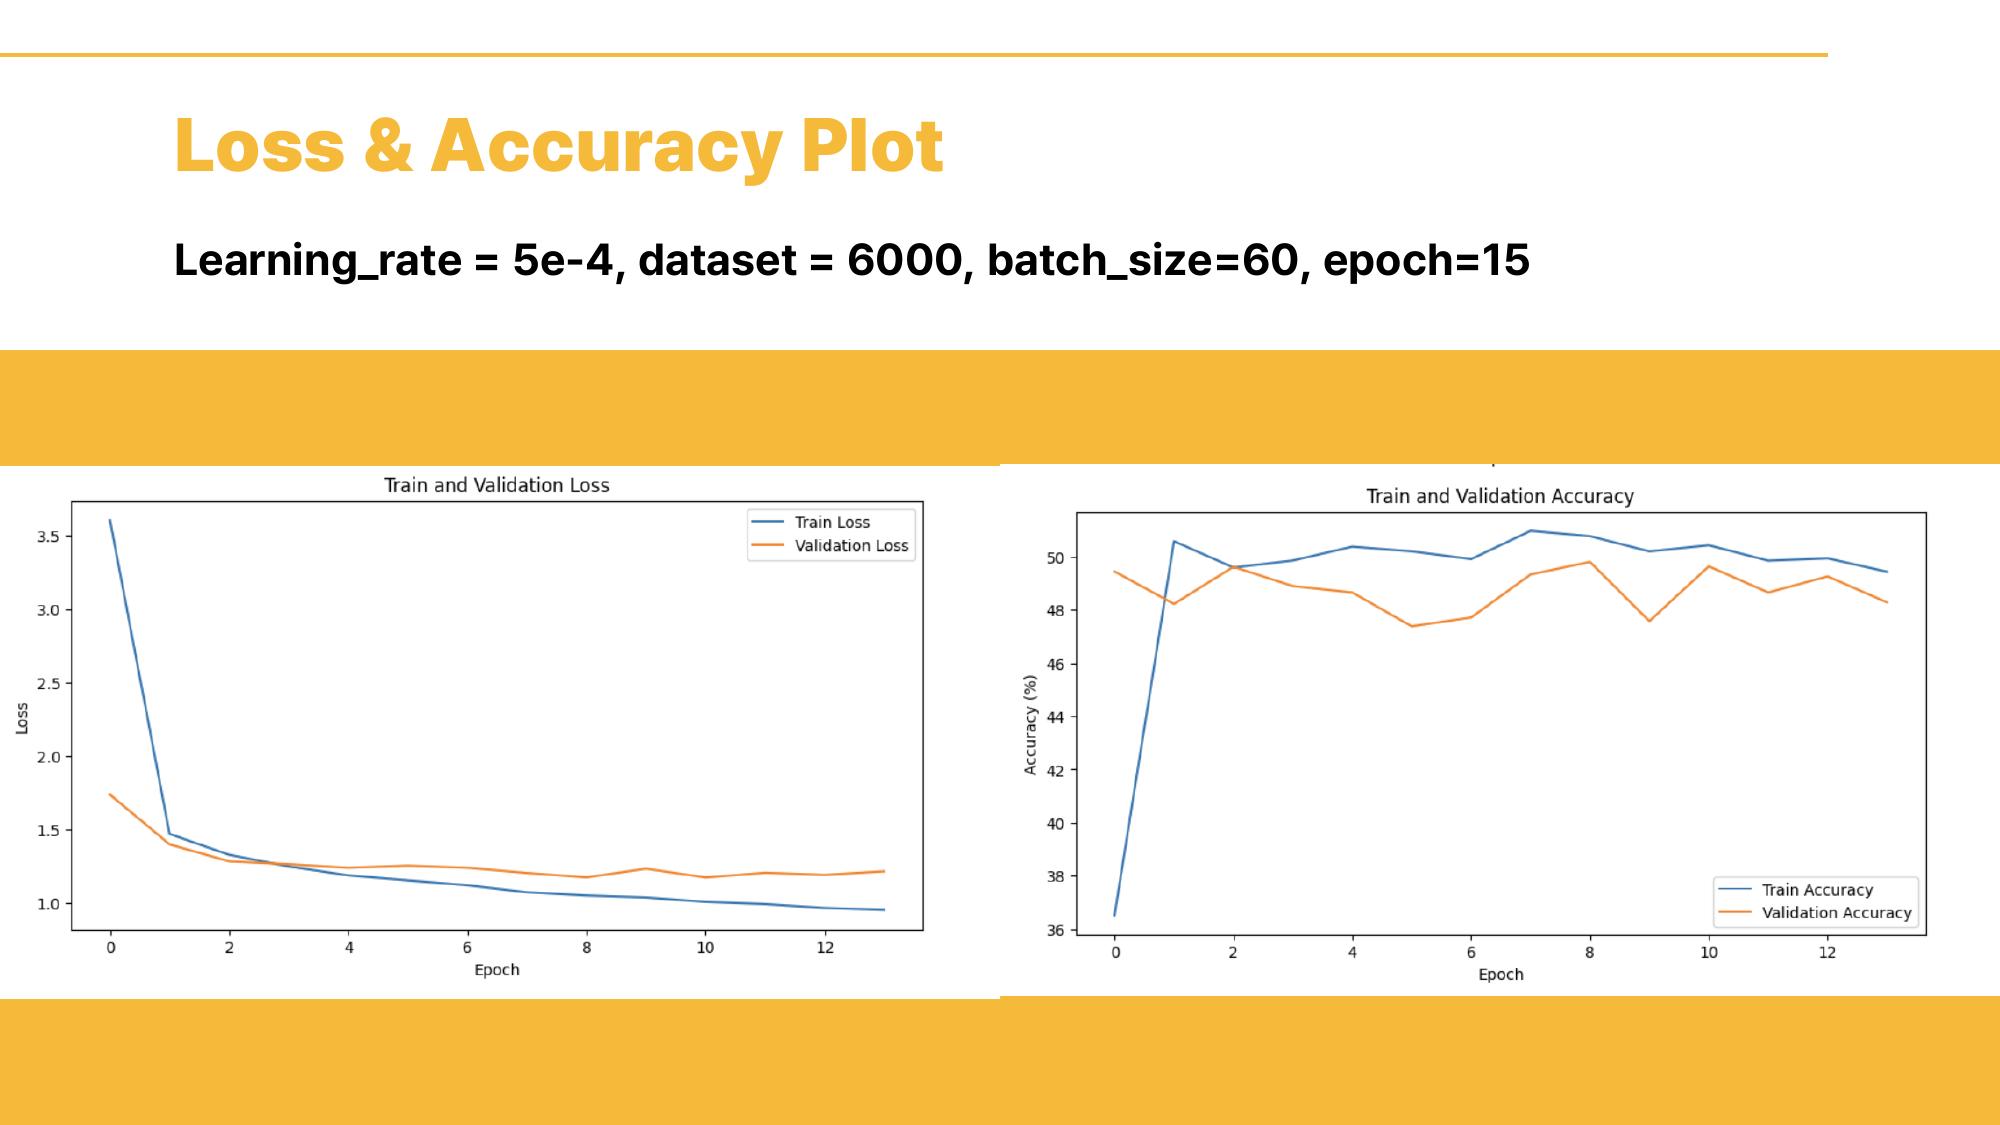 Loss & Accuracy Plot
Learning_rate = 5e-4, dataset = 6000, batch_size=60, epoch=15
Train and Validation Loss
Train Loss
Validation Loss
3.5
3.0
2.5
2.0
1.5
1.0
Loss
0 2 4 6 8 10 12
Epoch
Train and Validation Accuracy
50
48
46
44
42
40
38
36
Accuracy (%)
Train Accuracy
Validation Accuracy
0 2 4 6 8 10 12
Epoch